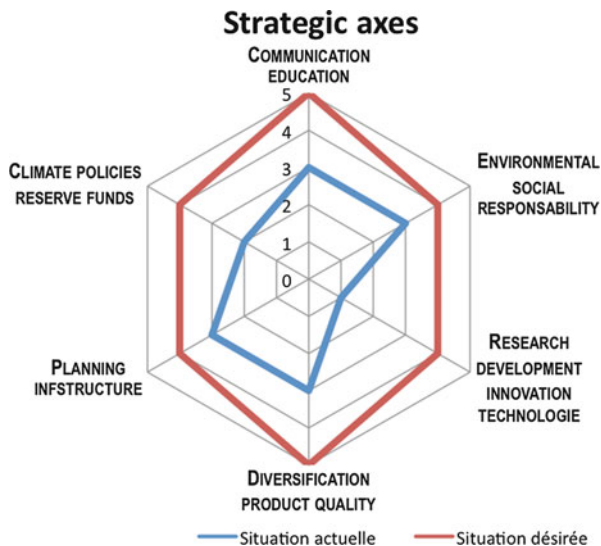 Strategic axes
COMMUNICATION
EDUCATION
5
4
3
2
1
0
ENVIRONMENTAL
SOCIAL
RESPONSABILITY
RESEARCH
DEVELOPMENT
INNOVATION
TECHNOLOGIE
DIVERSIFICATION
PRODUCT QUALITY
PLANNING
INFSTRUCTURE
CLIMATE POLICIES
RESERVE FUNDS
Situation actuelle
Situation désirée